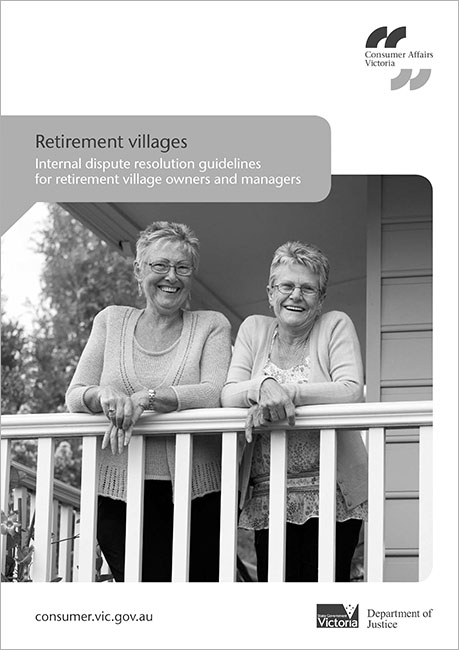 Consumer Affairs
Victoria
Retirement villages
Internal dispute resolution guidelines
for retirement village owners and managers
consumer.vic.gov.au
State Government
Victoria
Department of
Justice